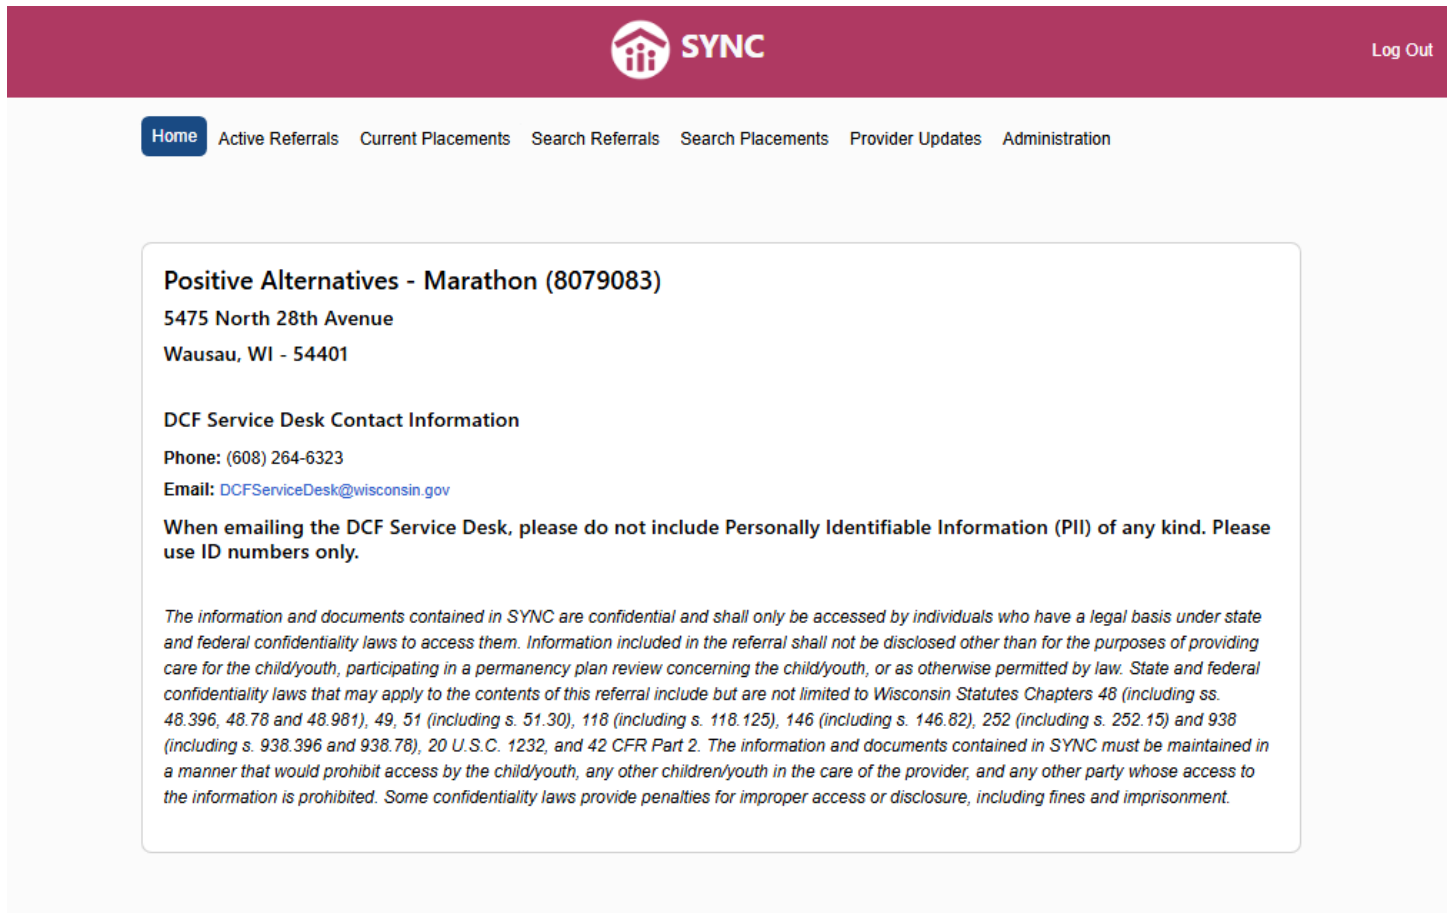 SYNC
Log Out
Home Active Referrals Current Placements Search Referrals Search Placements Provider Updates Administration
Positive Alternatives - Marathon (8079083)
5475 North 28th Avenue
Wausau, WI - 54401
DCF Service Desk Contact Information
Phone: (608) 264-6323
Email: DCFServiceDesk@wisconsin.gov
When emailing the DCF Service Desk, please do not include Personally Identifiable Information (PII) of any kind. Please
use ID numbers only.
The information and documents contained in SYNC are confidential and shall only be accessed by individuals who have a legal basis under state
and federal confidentiality laws to access them. Information included in the referral shall not be disclosed other than for the purposes of providing
care for the child/youth, participating in a permanency plan review concerning the child/youth, or as otherwise permitted by law. State and federal
confidentiality laws that may apply to the contents of this referral include but are not limited to Wisconsin Statutes Chapters 48 (including ss.
48.396, 48.78 and 48.981), 49, 51 (including s. 51.30), 118 (including s. 118.125), 146 (including s. 146.82), 252 (including s. 252.15) and 938
(including s. 938.396 and 938.78), 20 U.S.C. 1232, and 42 CFR Part 2. The information and documents contained in SYNC must be maintained in
a manner that would prohibit access by the child/youth, any other children/youth in the care of the provider, and any other party whose access to
the information is prohibited. Some confidentiality laws provide penalties for improper access or disclosure, including fines and imprisonment.